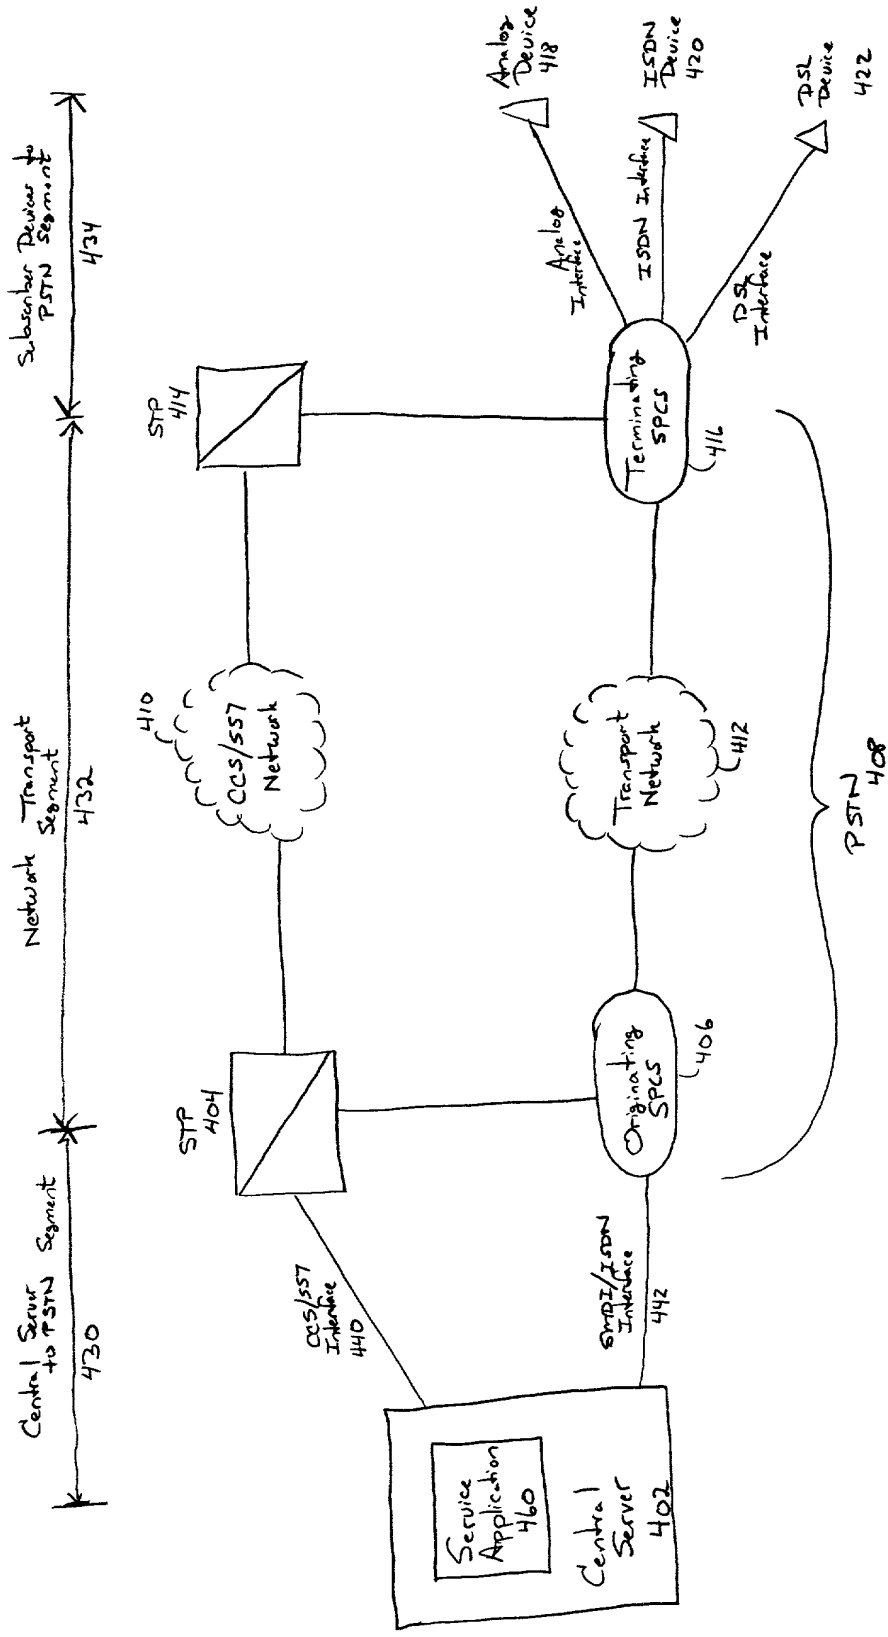 Central Server
to PSTN Segment
430
Network Transport
Segment
432
Subscriber Devices to
PSTN Segment
434
STP
404
410
CCS/SS7
Network
STP
414
CCS/SS7
Interface
440
Service
Application
460
Central
Server
402
SMDI/ISDN
Interface
442
Originating
SPCS
406
Transport
Network
412
Terminating
SPCS
416
Analog
Interface
ISDN Interface
DSL
Interface
Analog
Device
418
ISDN
Device
420
DSL
Device
422
PSTN
408